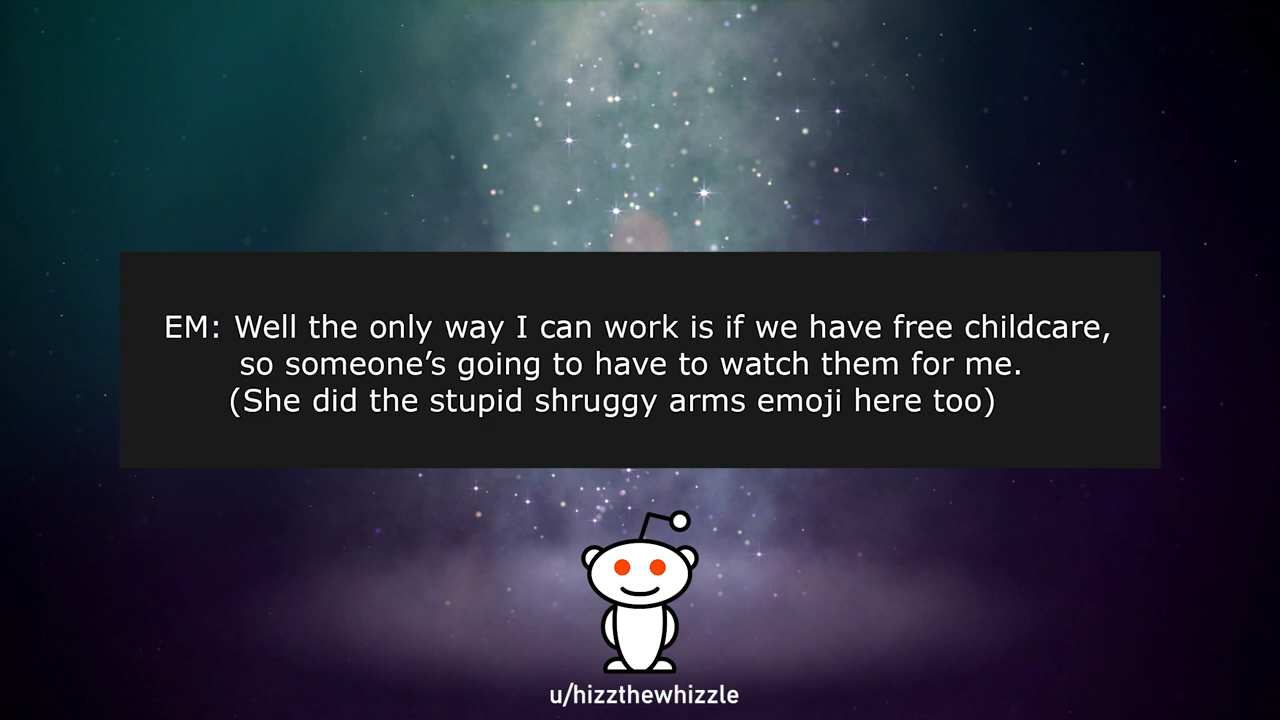 EM: Well the only way I can work is if we have free childcare,
so someone’s going to have to watch them for me.
(She did the stupid shruggy arms emoji here too)
u/hizzthewhizzle